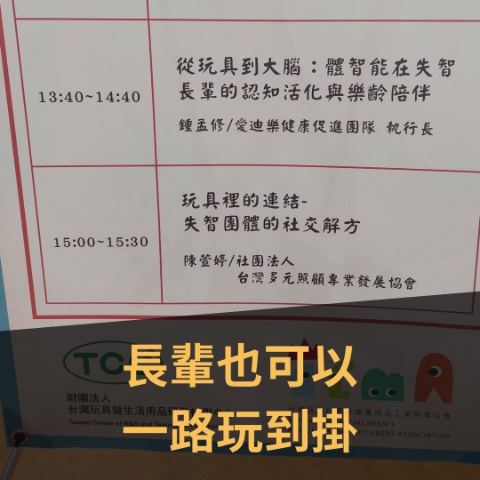 從玩具到大腦：體智能在失智
長輩的認知活化與樂齡陪伴
13:40~14:40
鍾孟修/愛迪樂健康促進團隊 執行長
玩具裡的連結-
失智團體的社交解方
15:00~15:30
陳萱婷/社團法人
台灣多元照顧專業發展協會
長輩也可以
一路玩到掛
財團法人
台灣玩具暨生活用品
Taiwan Center of R&D and